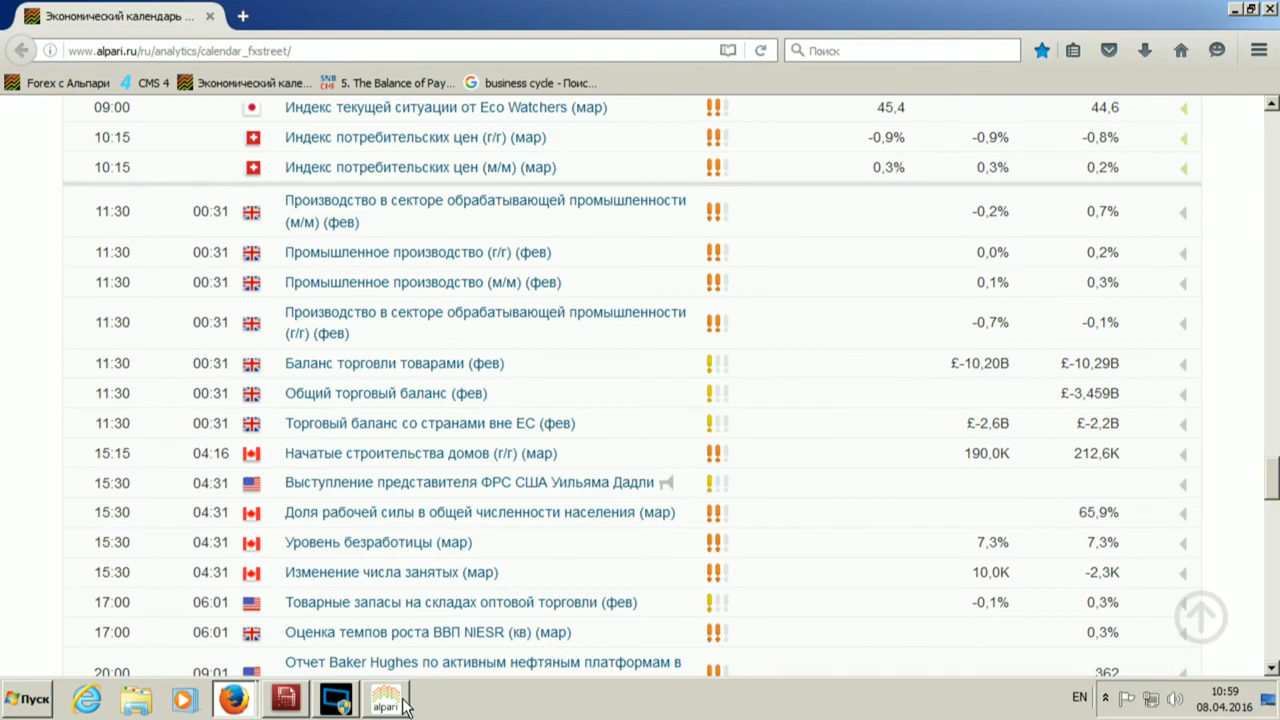 Экономический календарь ...
www.alpari.ru/ru/analytics/calendar_fxstreet/
Поиск
Forex с Альпари CMS 4 Экономический кале... SNB CHF 5. The Balance of Pay... business cycle - Поис...
09:00 Индекс текущей ситуации от Eco Watchers (мар) 45,4 44,6
10:15 Индекс потребительских цен (г/г) (мар) -0,9% -0,9% -0,8%
10:15 Индекс потребительских цен (м/м) (мар) 0,3% 0,3% 0,2%
11:30 00:31 Производство в секторе обрабатывающей промышленности -0,2% 0,7%
(м/м) (фев)
11:30 00:31 Промышленное производство (г/г) (фев) 0,0% 0,2%
11:30 00:31 Промышленное производство (м/м) (фев) 0,1% 0,3%
11:30 00:31 Производство в секторе обрабатывающей промышленности -0,7% -0,1%
(г/г) (фев)
11:30 00:31 Баланс торговли товарами (фев) £-10,20B £-10,29B
11:30 00:31 Общий торговый баланс (фев) £-3,459B
11:30 00:31 Торговый баланс со странами вне ЕС (фев) £-2,6B £-2,2B
15:15 04:16 Начатые строительства домов (г/г) (мар) 190,0K 212,6K
15:30 04:31 Выступление представителя ФРС США Уильяма Дадли
15:30 04:31 Доля рабочей силы в общей численности населения (мар) 65,9%
15:30 04:31 Уровень безработицы (мар) 7,3% 7,3%
15:30 04:31 Изменение числа занятых (мар) 10,0K -2,3K
17:00 06:01 Товарные запасы на складах оптовой торговли (фев) -0,1% 0,3%
17:00 06:01 Оценка темпов роста ВВП NIESR (кв) (мар) 0,3%
20:00 09:01 Отчет Baker Hughes по активным нефтяным платформам в 362
Пуск alpari EN 10:59
08.04.2016